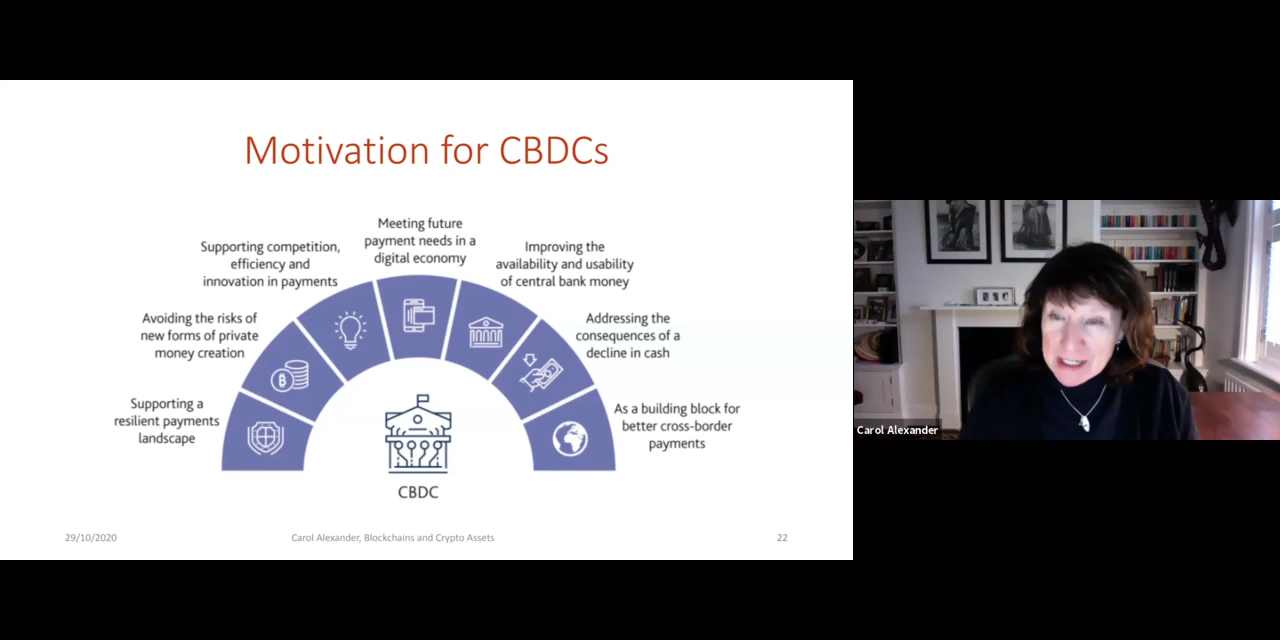 Motivation for CBDCs
Meeting future
payment needs in a
digital economy
Supporting competition,
efficiency and
innovation in payments
Improving the
availability and usability
of central bank money
Avoiding the risks of
new forms of private
money creation
Addressing the
consequences of a
decline in cash
Supporting a
resilient payments
landscape
As a building block for
better cross-border
payments
CBDC
29/10/2020
Carol Alexander, Blockchains and Crypto Assets
22
Carol Alexander